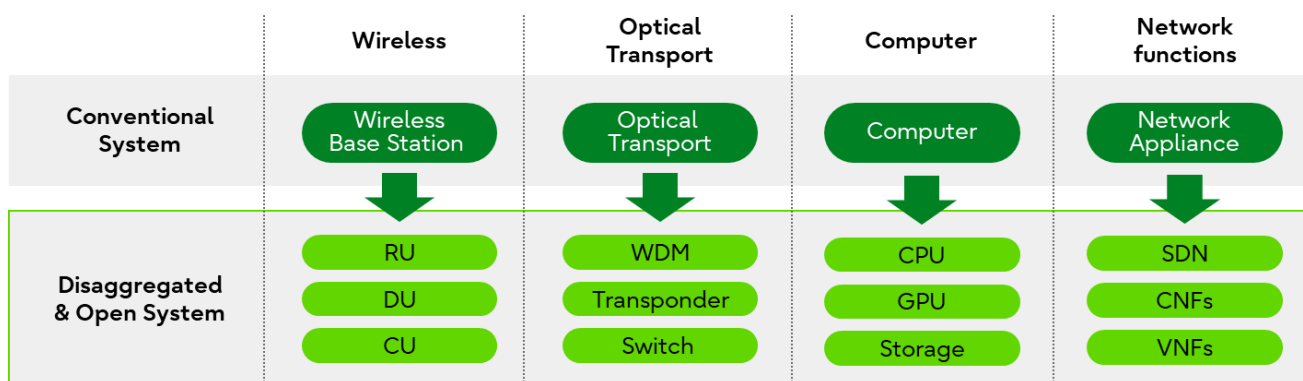 Wireless
Optical
Transport
Computer
Network
functions
Conventional
System
Wireless
Base Station
Optical
Transport
Computer
Network
Appliance
Disaggregated
& Open System
RU
DU
CU
WDM
Transponder
Switch
CPU
GPU
Storage
SDN
CNFs
VNFs